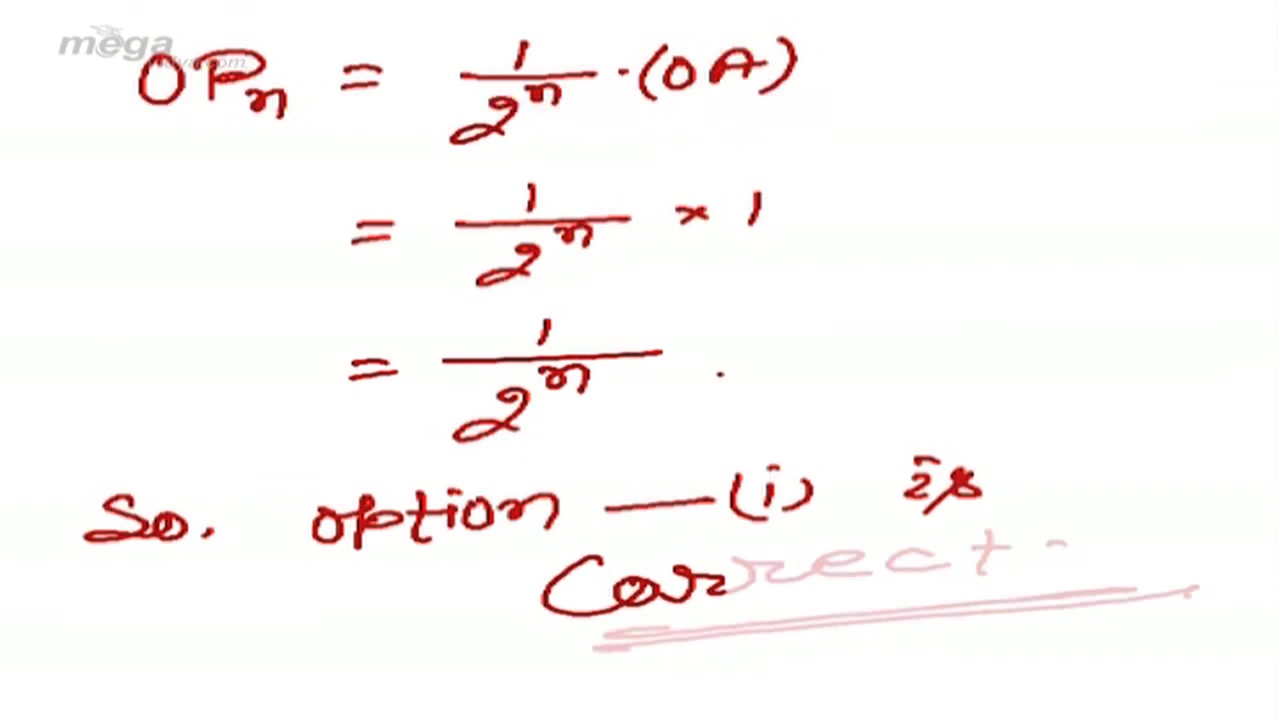 mega
OPn = 1/2^n · (OA)
= 1/2^n × 1
= 1/2^n .
So. option — (i) is
Correct.